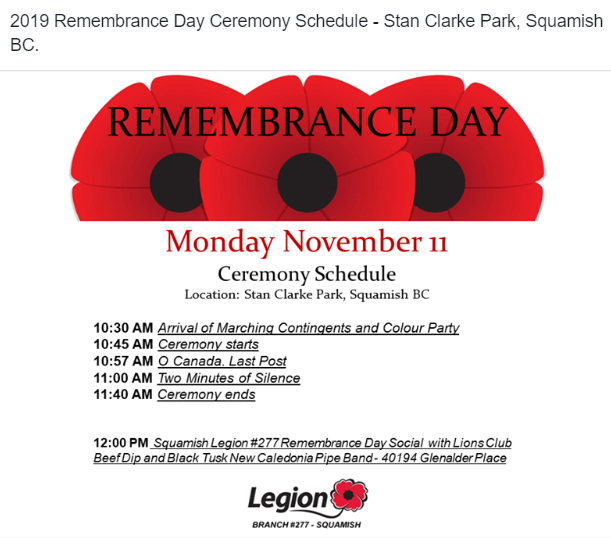 2019 Remembrance Day Ceremony Schedule - Stan Clarke Park, Squamish
BC.
REMEMBRANCE DAY
Monday November 11
Ceremony Schedule
Location: Stan Clarke Park, Squamish BC
10:30 AM Arrival of Marching Contingents and Colour Party
10:45 AM Ceremony starts
10:57 AM O Canada. Last Post
11:00 AM Two Minutes of Silence
11:40 AM Ceremony ends
12:00 PM Squamish Legion #277 Remembrance Day Social with Lions Club
Beef Dip and Black Tusk New Caledonia Pipe Band - 40194 Glenalder Place
Legion
BRANCH #277 - SQUAMISH